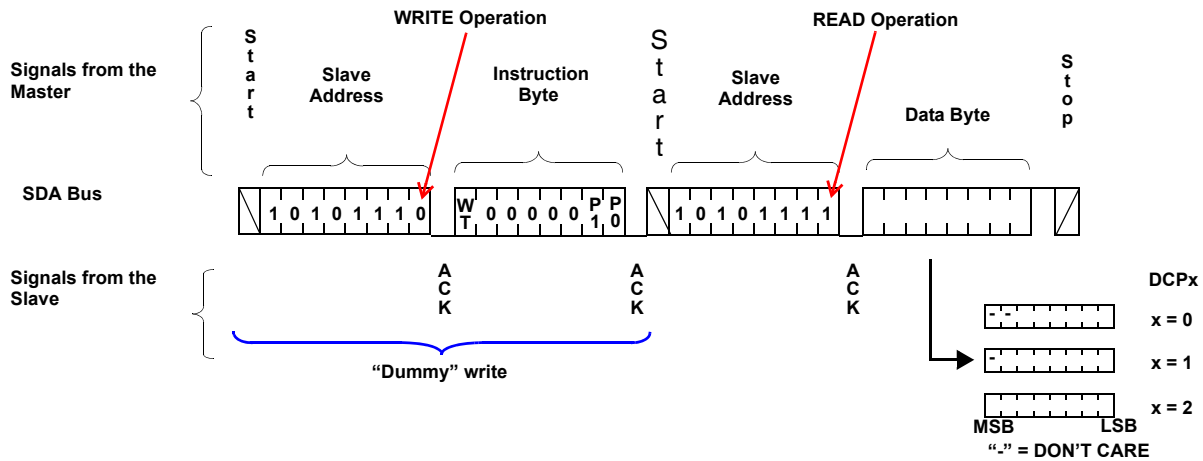 WRITE Operation
READ Operation
Signals from the
Master
Start
Slave
Address
Instruction
Byte
Start
Slave
Address
Data Byte
Stop
SDA Bus
1 0 1 0 1 1 1 0
WT 0 0 0 0 0 P1 P0
1 0 1 0 1 1 1 1
Signals from the
Slave
ACK
ACK
ACK
“Dummy” write
DCPx
- -
x = 0
-
x = 1
x = 2
MSB
LSB
“-” = DON’T CARE